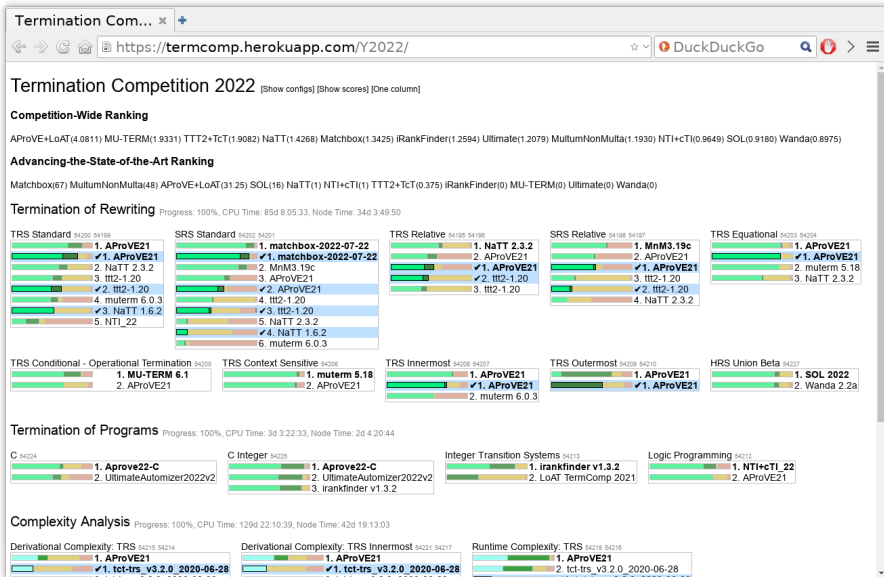 Termination Com...
https://termcomp.herokuapp.com/Y2022/
DuckDuckGo
Termination Competition 2022 [Show configs] [Show scores] [One column]
Competition-Wide Ranking
AProVE+LoAT(4.0811) MU-TERM(1.9331) TTT2+TcT(1.9082) NaTT(1.4268) Matchbox(1.3425) iRankFinder(1.2594) Ultimate(1.2079) MultumNonMulta(1.1930) NTI+cTI(0.9649) SOL(0.9180) Wanda(0.8975)
Advancing-the-State-of-the-Art Ranking
Matchbox(67) MultumNonMulta(48) AProVE+LoAT(31.25) SOL(16) NaTT(1) NTI+cTI(1) TTT2+TcT(0.375) iRankFinder(0) MU-TERM(0) Ultimate(0) Wanda(0)
Termination of Rewriting Progress: 100%, CPU Time: 85d 8:05:33, Node Time: 34d 3:49:50
TRS Standard 54200 54199
1. AProVE21
✔1. AProVE21
2. NaTT 2.3.2
3. ttt2-1.20
✔2. ttt2-1.20
4. muterm 6.0.3
✔3. NaTT 1.6.2
5. NTI_22
SRS Standard 54202 54201
1. matchbox-2022-07-22
✔1. matchbox-2022-07-22
2. MnM3.19c
3. AProVE21
✔2. AProVE21
4. ttt2-1.20
✔3. ttt2-1.20
5. NaTT 2.3.2
✔4. NaTT 1.6.2
6. muterm 6.0.3
TRS Relative 54195 54196
1. NaTT 2.3.2
2. AProVE21
✔1. AProVE21
✔2. ttt2-1.20
3. ttt2-1.20
SRS Relative 54198 54197
1. MnM3.19c
2. AProVE21
✔1. AProVE21
3. ttt2-1.20
✔2. ttt2-1.20
4. NaTT 2.3.2
TRS Equational 54203 54204
1. AProVE21
✔1. AProVE21
2. muterm 5.18
3. NaTT 2.3.2
TRS Conditional - Operational Termination 54205
1. MU-TERM 6.1
2. AProVE21
TRS Context Sensitive 54206
1. muterm 5.18
2. AProVE21
TRS Innermost 54208 54207
1. AProVE21
✔1. AProVE21
2. muterm 6.0.3
TRS Outermost 54209 54210
1. AProVE21
✔1. AProVE21
HRS Union Beta 54227
1. SOL 2022
2. Wanda 2.2a
Termination of Programs Progress: 100%, CPU Time: 3d 3:22:33, Node Time: 2d 4:20:44
C 54224
1. Aprove22-C
2. UltimateAutomizer2022v2
C Integer 54225
1. Aprove22-C
2. UltimateAutomizer2022v2
3. irankfinder v1.3.2
Integer Transition Systems 54213
1. irankfinder v1.3.2
2. LoAT TermComp 2021
Logic Programming 54212
1. NTI+cTI_22
2. AProVE21
Complexity Analysis Progress: 100%, CPU Time: 129d 22:10:39, Node Time: 42d 19:13:03
Derivational Complexity: TRS 54215 54214
1. AProVE21
✔1. tct-trs_v3.2.0_2020-06-28
Derivational Complexity: TRS Innermost 54221 54217
1. AProVE21
✔1. tct-trs_v3.2.0_2020-06-28
Runtime Complexity: TRS 54218 54216
1. AProVE21
2. tct-trs_v3.2.0_2020-06-28